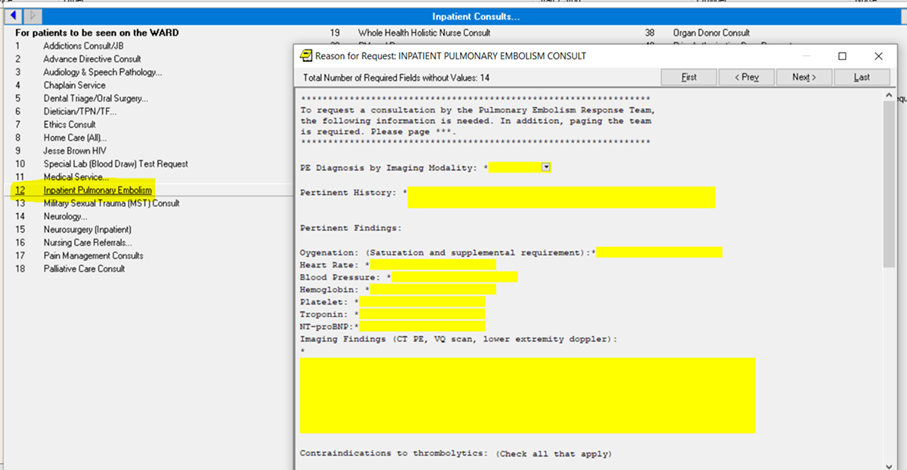 Inpatient Consults...
For patients to be seen on the WARD
1 Addictions Consult/JB
2 Advance Directive Consult
3 Audiology & Speech Pathology...
4 Chaplain Service
5 Dental Triage/Oral Surgery...
6 Dietician/TPN/TF...
7 Ethics Consult
8 Home Care (All)...
9 Jesse Brown HIV
10 Special Lab (Blood Draw) Test Request
11 Medical Service...
12 Inpatient Pulmonary Embolism
13 Military Sexual Trauma (MST) Consult
14 Neurology...
15 Neurosurgery (Inpatient)
16 Nursing Care Referrals...
17 Pain Management Consults
18 Palliative Care Consult
19 Whole Health Holistic Nurse Consult
38 Organ Donor Consult
Reason for Request: INPATIENT PULMONARY EMBOLISM CONSULT
Total Number of Required Fields without Values: 14
First
< Prev
Next >
Last
****************************************************************
To request a consultation by the Pulmonary Embolism Response Team,
the following information is needed. In addition, paging the team
is required. Please page ***.
****************************************************************
PE Diagnosis by Imaging Modality: *
Pertinent History: *
Pertinent Findings:
Oygenation: (Saturation and supplemental requirement):*
Heart Rate: *
Blood Pressure: *
Hemoglobin: *
Platelet: *
Troponin: *
NT-proBNP:*
Imaging Findings (CT PE, VQ scan, lower extremity doppler):
*
Contraindications to thrombolytics: (Check all that apply)